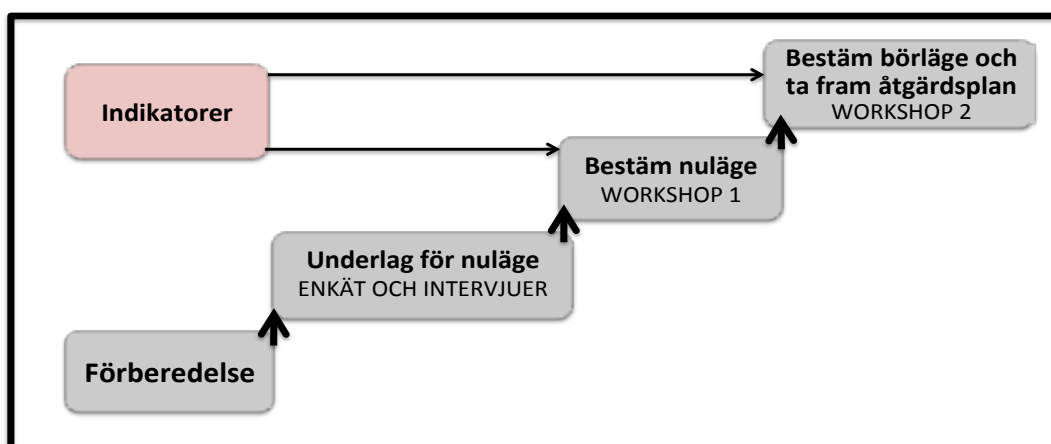 Bestäm börläge och
ta fram åtgärdsplan
WORKSHOP 2
Indikatorer
Bestäm nuläge
WORKSHOP 1
Underlag för nuläge
ENKÄT OCH INTERVJUER
Förberedelse